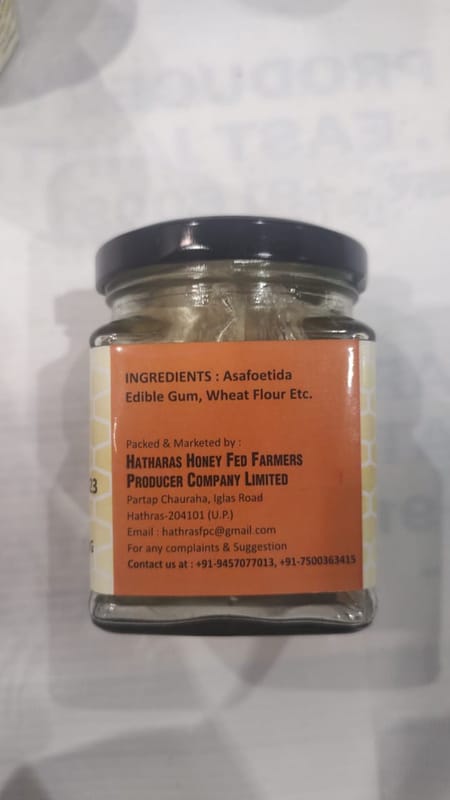 INGREDIENTS : Asafoetida
Edible Gum, Wheat Flour Etc.
Packed & Marketed by :
HATHARAS HONEY FED FARMERS
PRODUCER COMPANY LIMITED
Partap Chauraha, Iglas Road
Hathras-204101 (U.P.)
Email : hathrasfpc@gmail.com
For any complaints & Suggestion
Contact us at : +91-9457077013, +91-7500363415
23
G